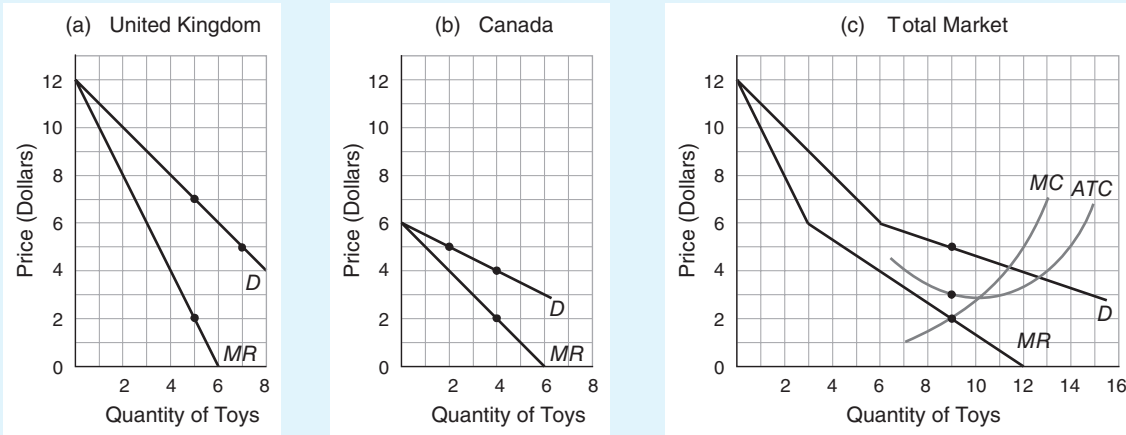 (a) United Kingdom
Price (Dollars)
12
10
8
6
4
2
0
D
MR
2 4 6 8
Quantity of Toys
(b) Canada
Price (Dollars)
12
10
8
6
4
2
0
D
MR
2 4 6 8
Quantity of Toys
(c) Total Market
Price (Dollars)
12
10
8
6
4
2
0
MC ATC
D
MR
2 4 6 8 10 12 14 16
Quantity of Toys